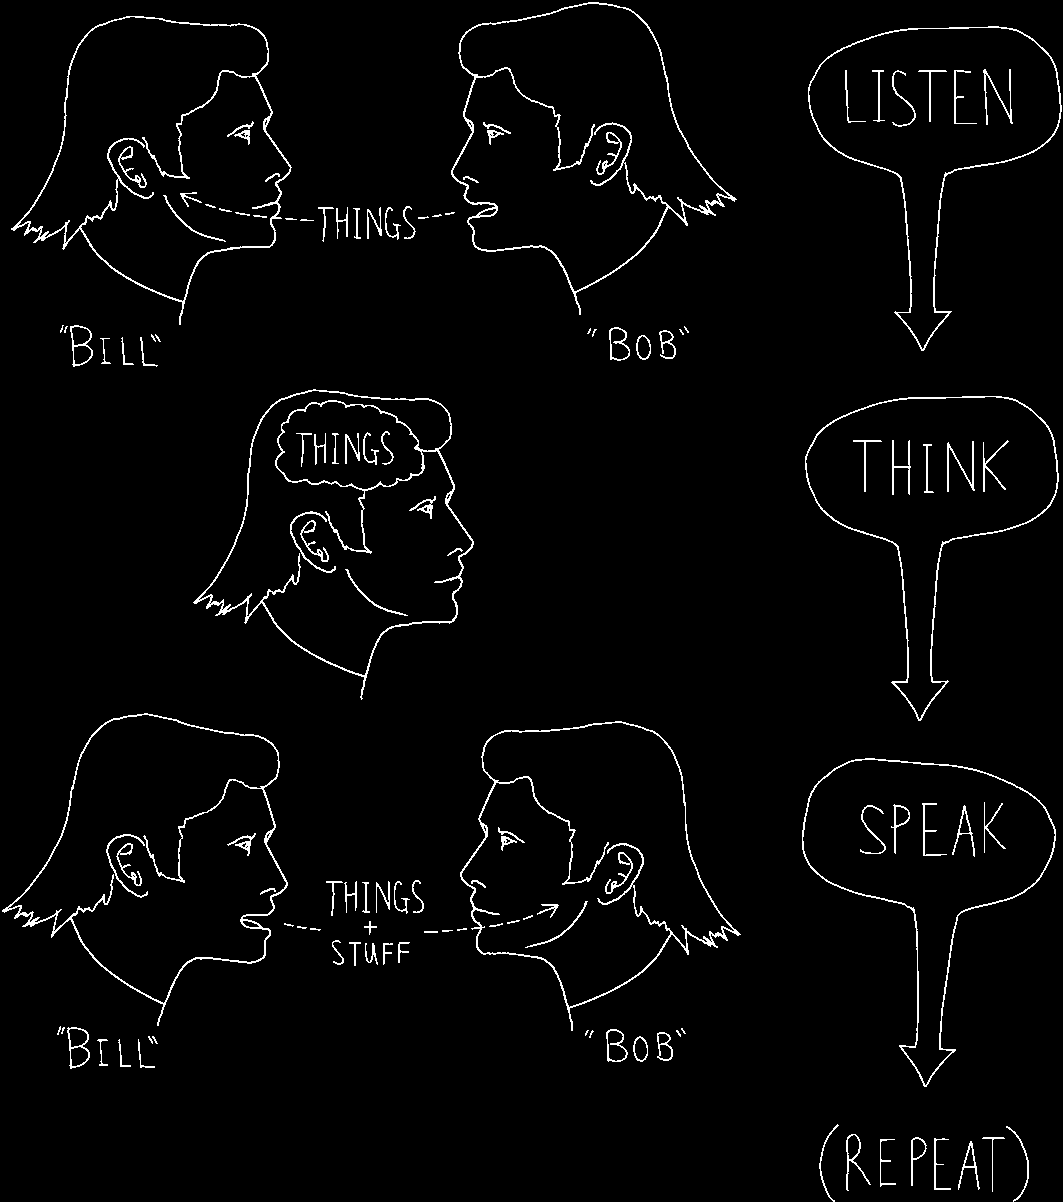 LISTEN
THINGS
"BILL"
"BOB"
THINGS
THINK
THINGS
+
STUFF
SPEAK
"BILL"
"BOB"
(REPEAT)